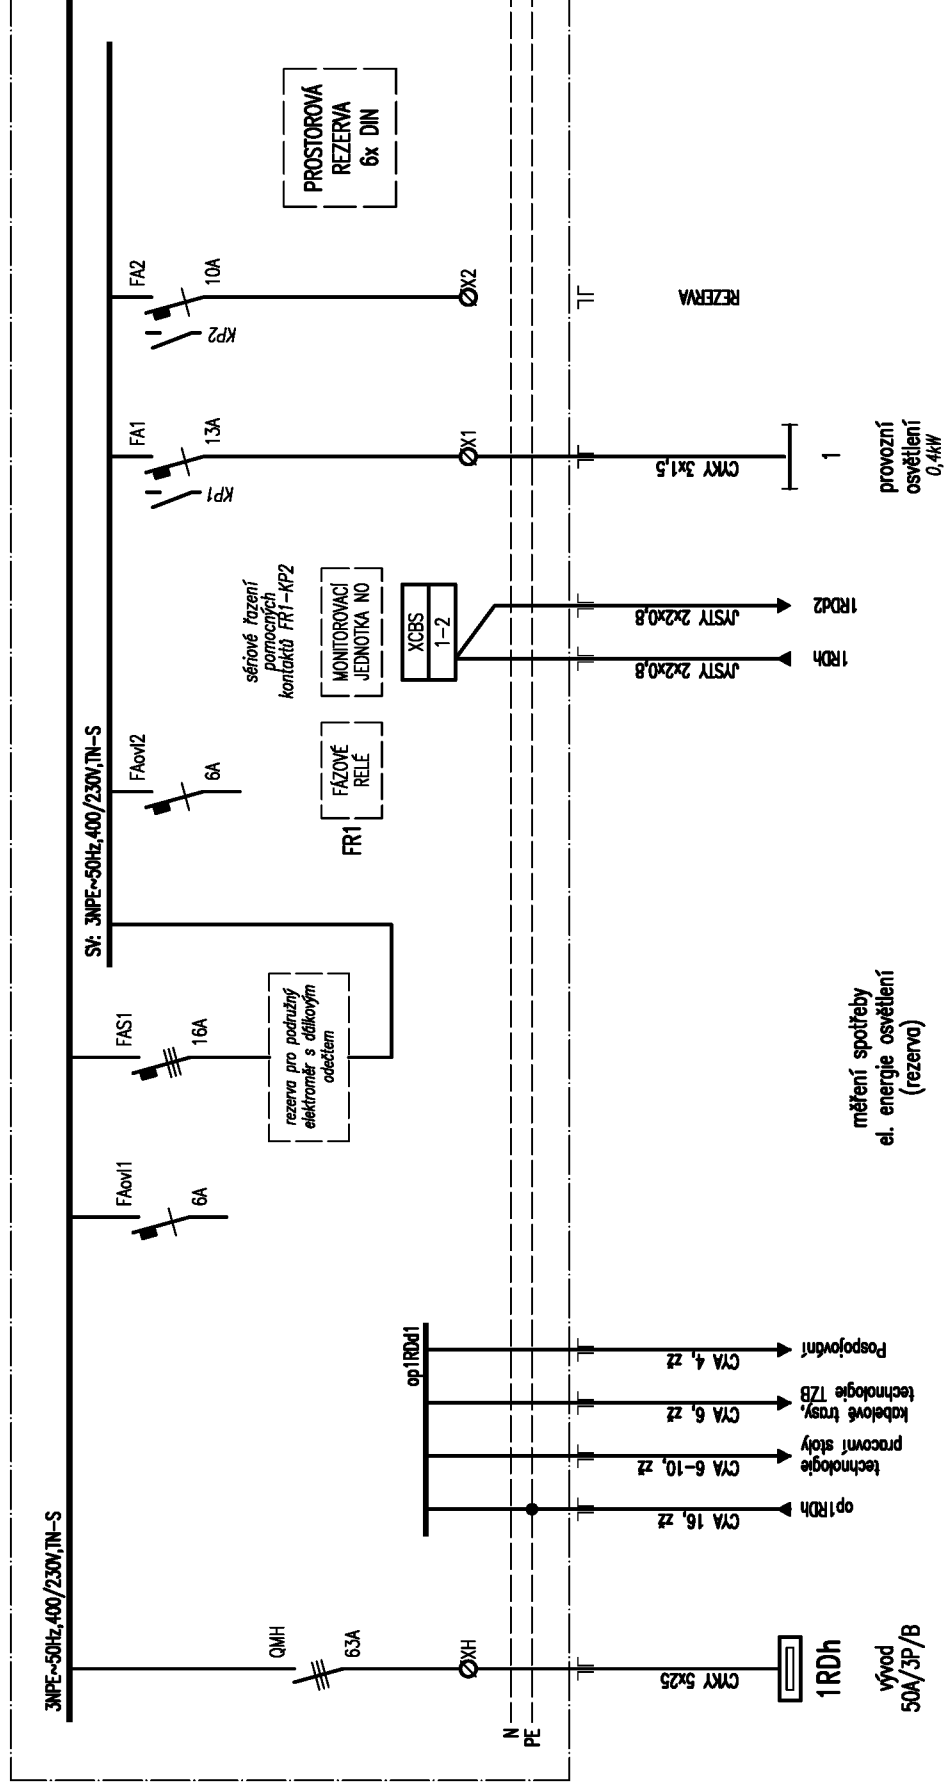 3NPE~50Hz,400/230V,TN-S
QMH
63A
XH
N
PE
CYKY 5x25
1RDh
vývod
50A/3P/B
op1RDd1
CYA 16, zž
op1RDh
CYA 6-10, zž
technologie
pracovní stoly
CYA 6, zž
kabelové trasy,
technologie TZB
CYA 4, zž
Pospojování
FAovl1
6A
FAS1
16A
rezerva pro podružný
elektroměr s dálkovým
odečtem
měření spotřeby
el. energie osvětlení
(rezerva)
SV: 3NPE~50Hz,400/230V,TN-S
FAovl2
6A
FR1
FÁZOVÉ
RELÉ
sériové řazení
pomocných
kontaktů FR1-KP2
MONITOROVACÍ
JEDNOTKA NO
XCBS
1-2
JYSTY 2x2x0,8
1RDh
JYSTY 2x2x0,8
1RDd2
FA1
13A
KP1
X1
CYKY 3x1,5
1
provozní
osvětlení
0,4kW
FA2
10A
KP2
X2
REZERVA
PROSTOROVÁ
REZERVA
6x DIN